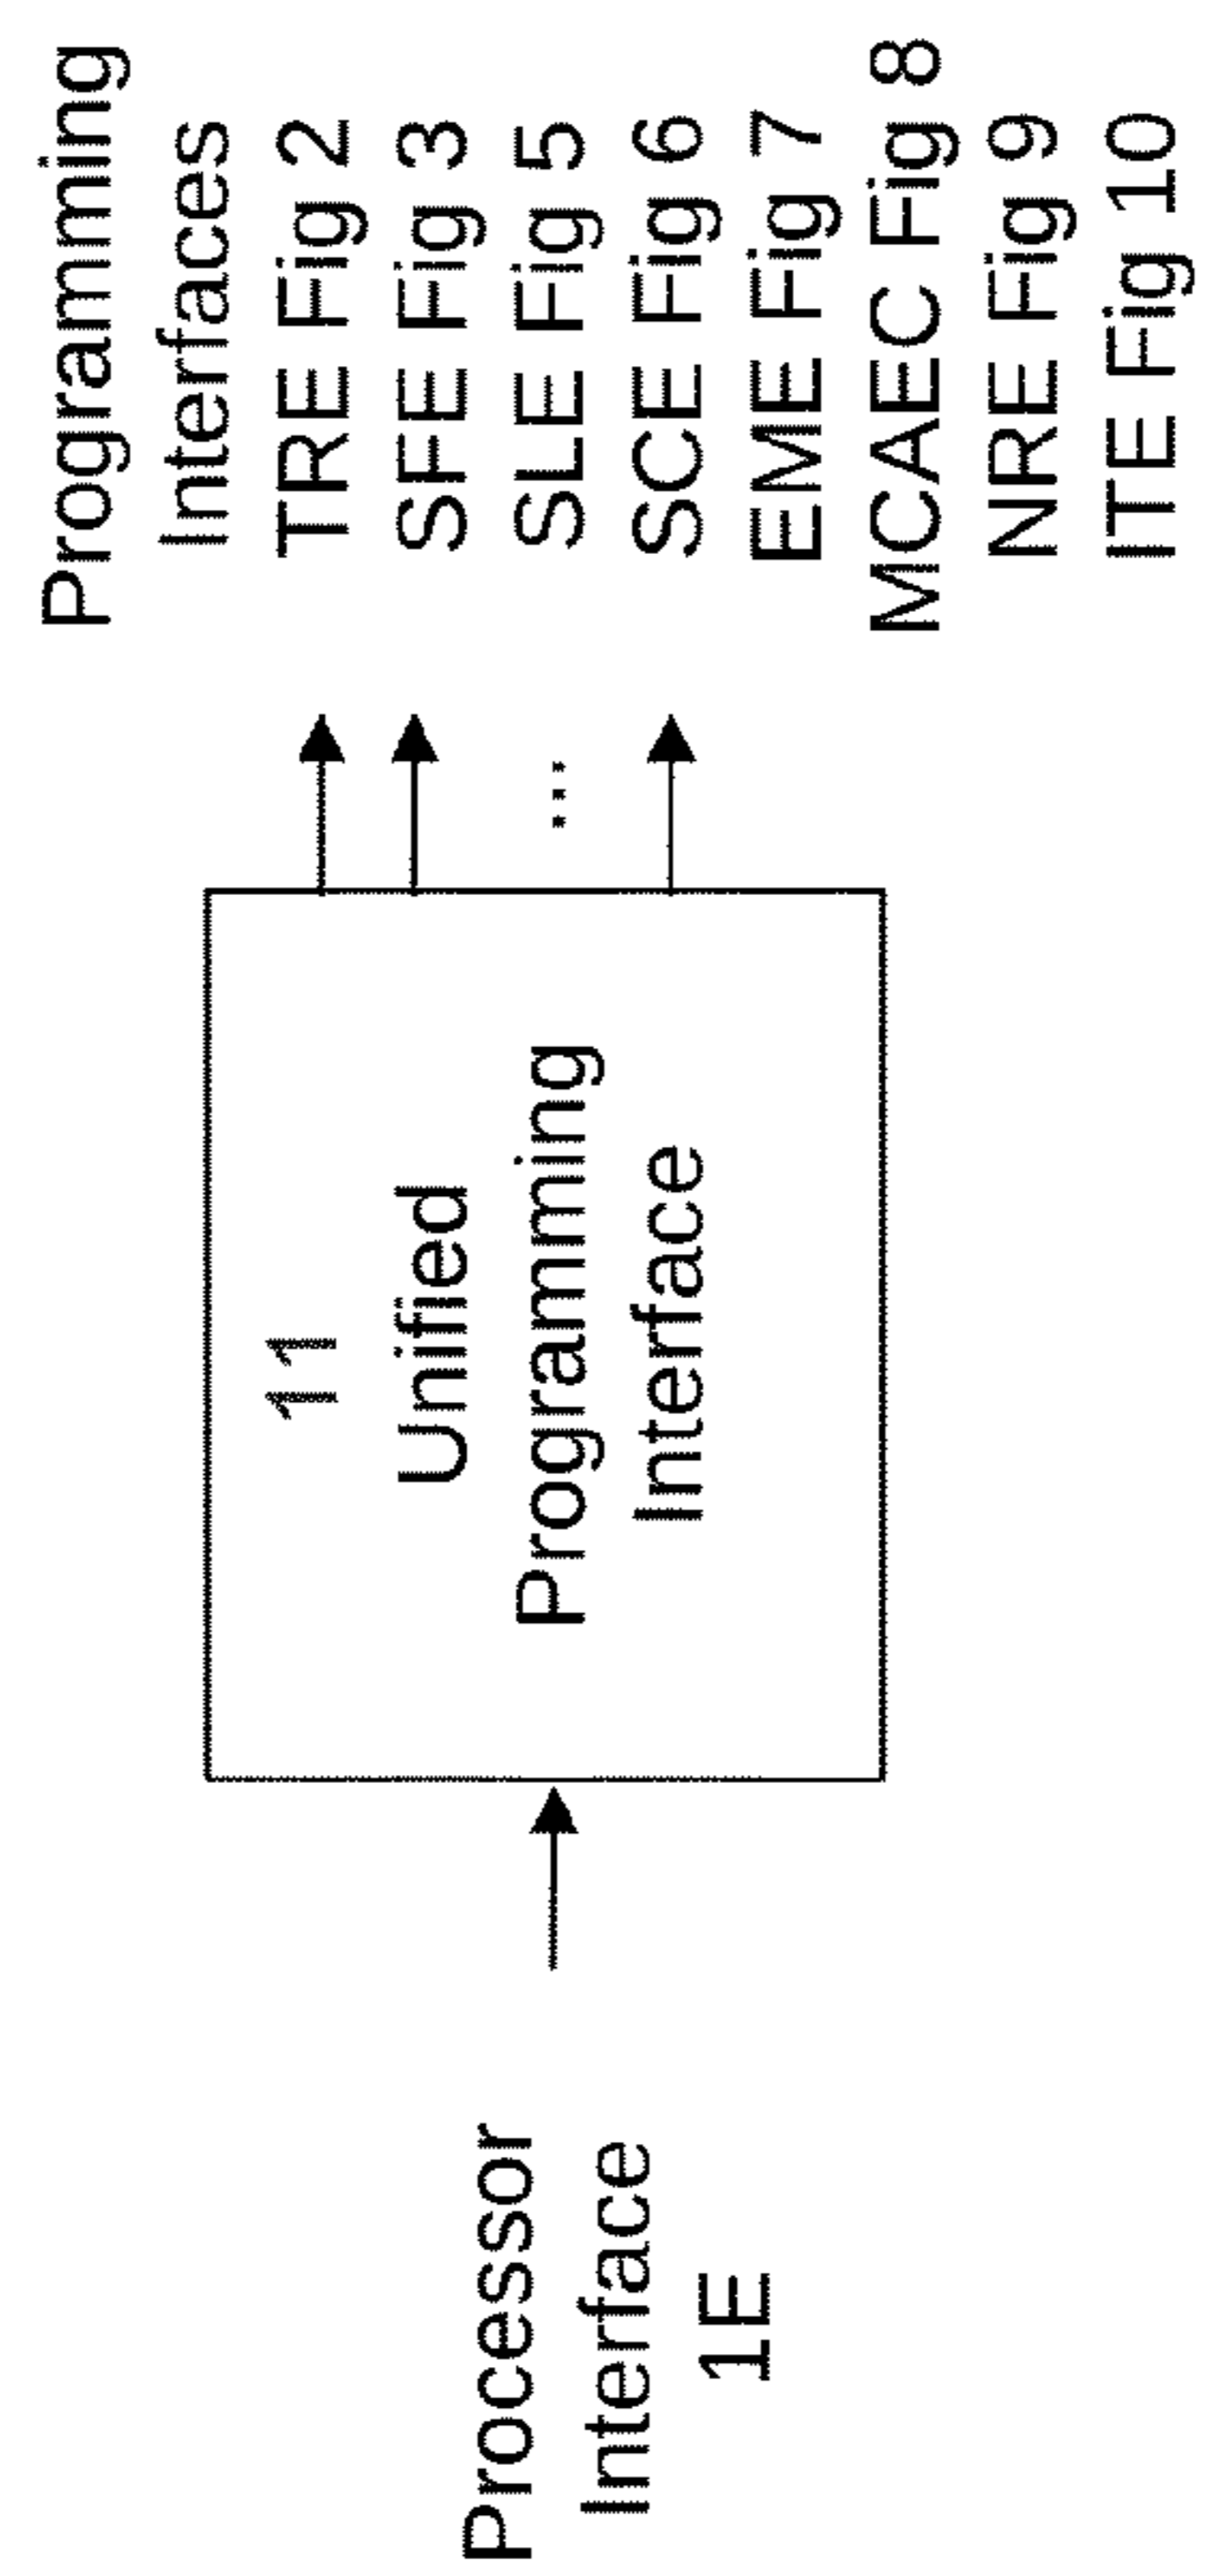 Processor
Interface
1E
11
Unified
Programming
Interface
...
Programming
Interfaces
TRE Fig 2
SFE Fig 3
SLE Fig 5
SCE Fig 6
EME Fig 7
MCAEC Fig 8
NRE Fig 9
ITE Fig 10